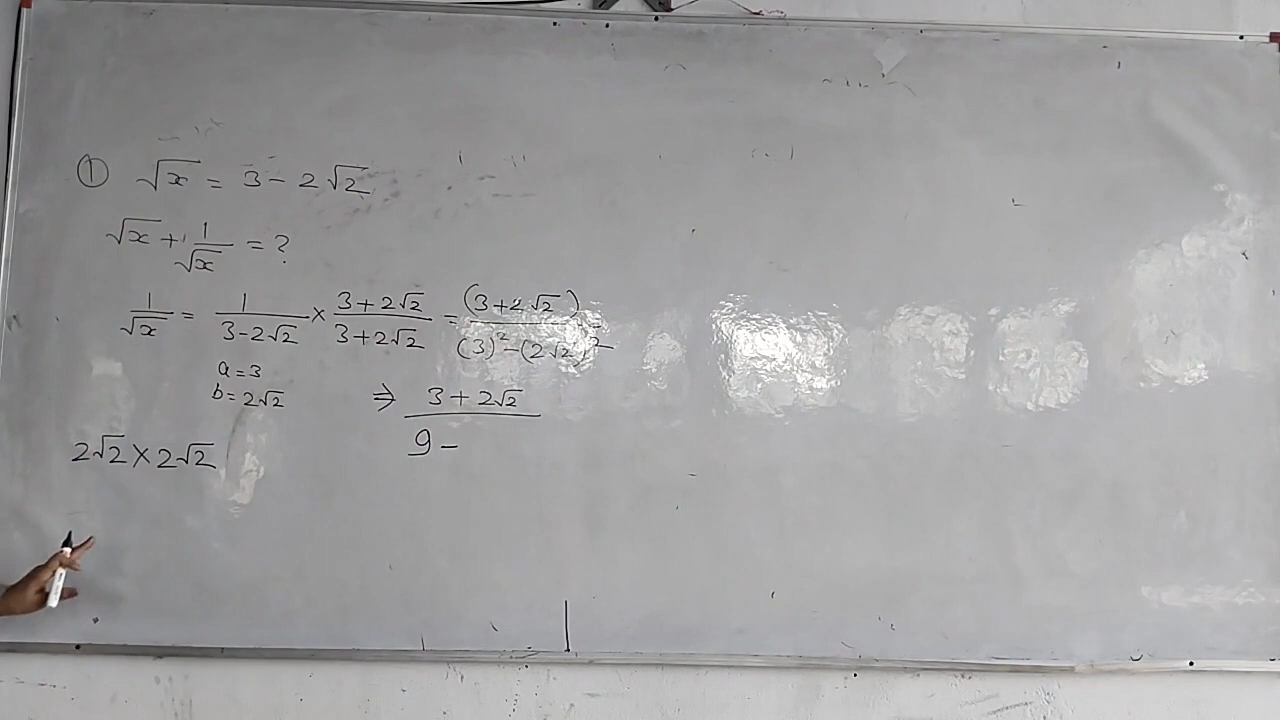 ① √x = 3 - 2√2
√x + 1/√x = ?
1/√x = 1/(3-2√2) × (3+2√2)/(3+2√2) = (3+2√2)/((3)² - (2√2)²)
a = 3
b = 2√2
⇒ (3 + 2√2)/(9 -
2√2 × 2√2